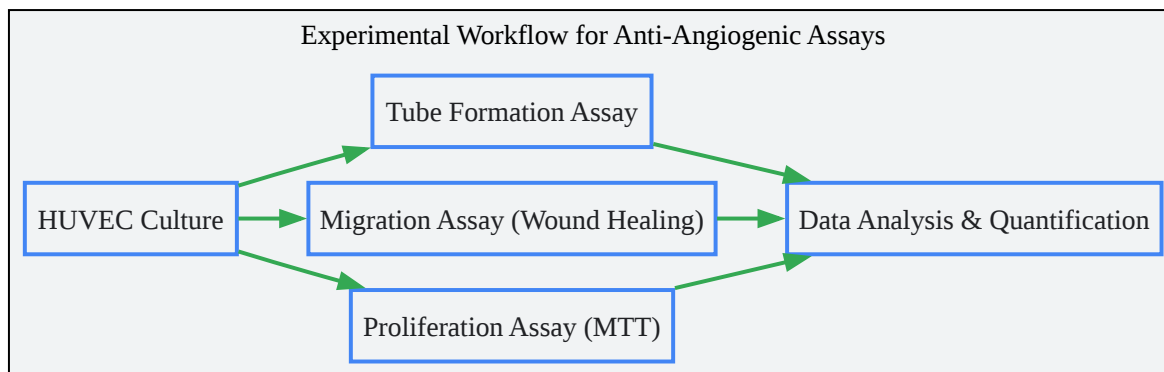 Experimental Workflow for Anti-Angiogenic Assays
Tube Formation Assay
HUVEC Culture
Migration Assay (Wound Healing)
Data Analysis & Quantification
Proliferation Assay (MTT)